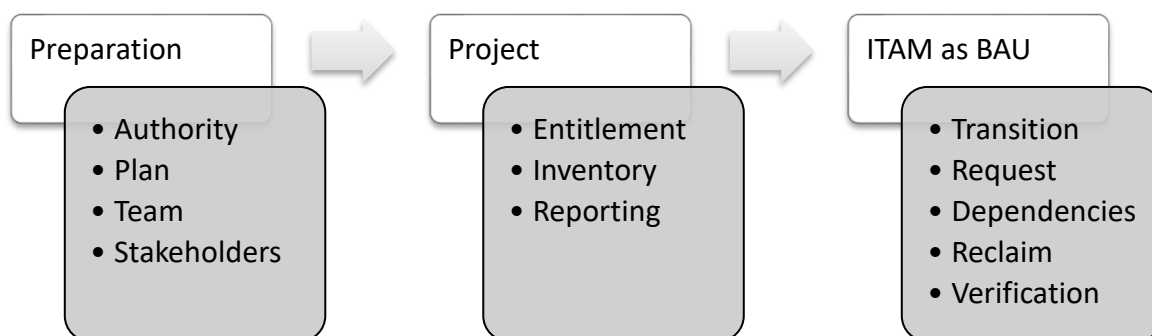 Preparation
• Authority
• Plan
• Team
• Stakeholders
Project
• Entitlement
• Inventory
• Reporting
ITAM as BAU
• Transition
• Request
• Dependencies
• Reclaim
• Verification